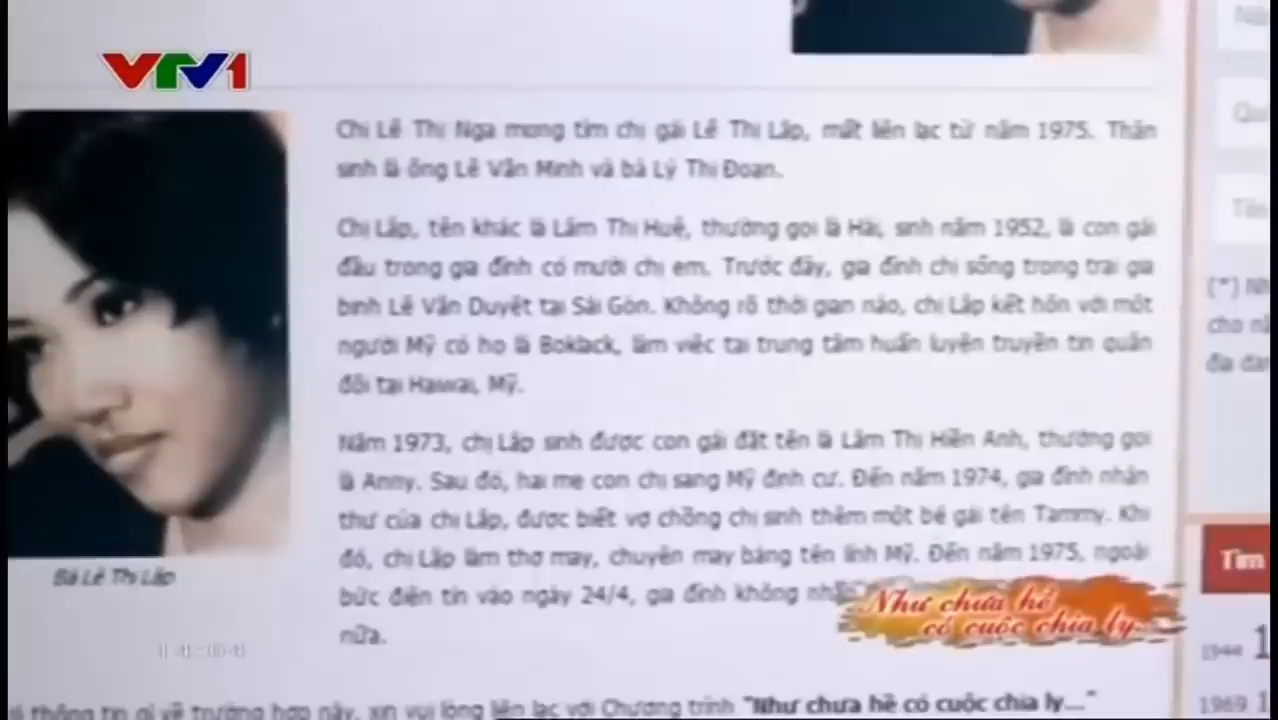 VTV1
Chị Lê Thị Nga mong tìm chị gái Lê Thị Lập, mất liên lạc từ năm 1975. Thân
sinh là ông Lê Văn Minh và bà Lý Thị Đoan.
Chị Lập, tên khác là Lâm Thị Huệ, thường gọi là Hài, sinh năm 1952, là con gái
đầu trong gia đình có mười chị em. Trước đây, gia đình chị sống trong trại gia
binh Lê Văn Duyệt tại Sài Gòn. Không rõ thời gian nào, chị Lập kết hôn với một
người Mỹ có họ là Boklack, làm việc tại trung tâm huấn luyện truyền tin quân
đội tại Hawai, Mỹ.
Năm 1973, chị Lập sinh được con gái đặt tên là Lâm Thị Hiền Anh, thường gọi
là Anny. Sau đó, hai mẹ con chị sang Mỹ định cư. Đến năm 1974, gia đình nhận
thư của chị Lập, được biết vợ chồng chị sinh thêm một bé gái tên Tammy. Khi
đó, chị Lập làm thợ may, chuyên may bảng tên lính Mỹ. Đến năm 1975, ngoài
bức điện tín vào ngày 24/4, gia đình không
nữa.
Bà Lê Thị Lập
Như chưa hề
có cuộc chia ly...
14:04
thông tin gì về trường hợp này, xin vui lòng liên lạc với Chương trình "Như chưa hề có cuộc chia ly..."
(*)
cho
Tìm
1944 1
1969 1